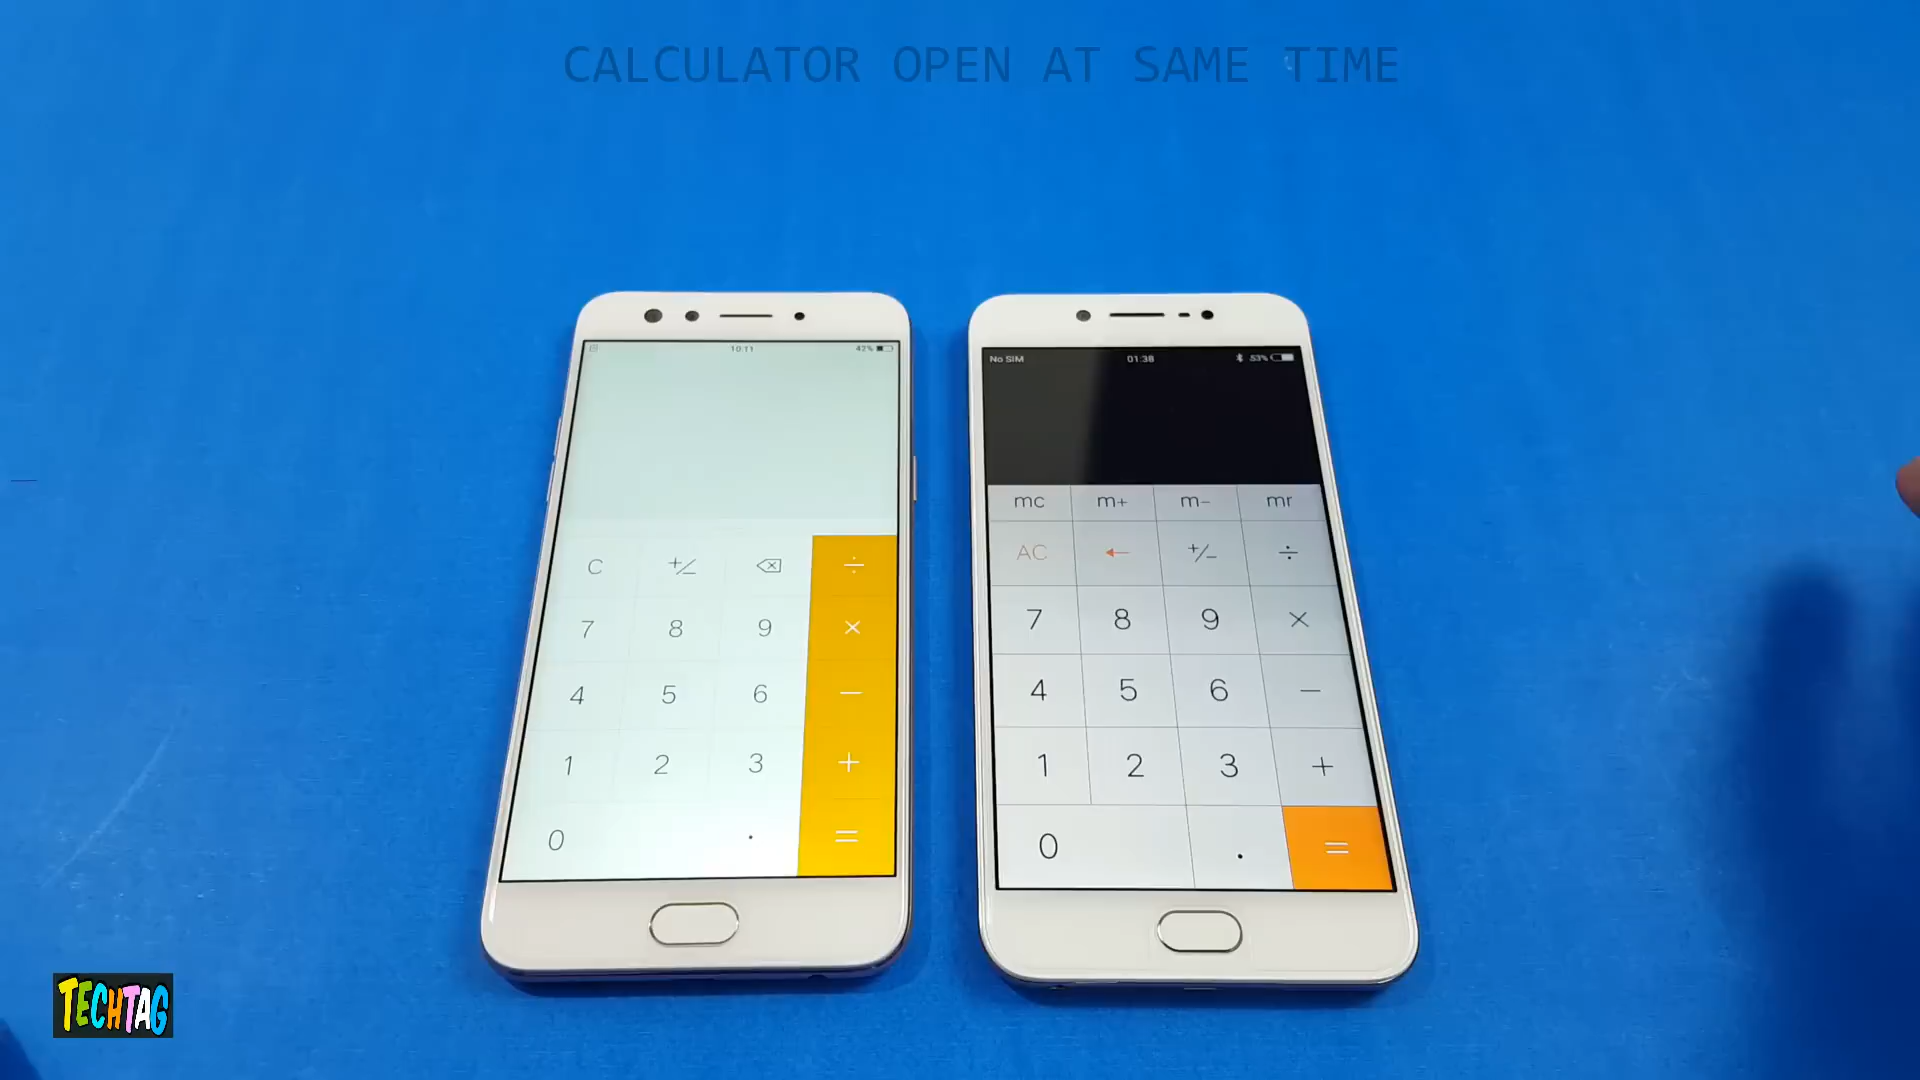 CALCULATOR OPEN AT SAME TIME
10:11 42%
No SIM 01:38 53%
mc m+ m− mr
C +/− ÷
AC ← +/− ÷
7 8 9 ×
7 8 9 ×
4 5 6 −
4 5 6 −
1 2 3 +
1 2 3 +
0 . =
0 . =
TECHTAG